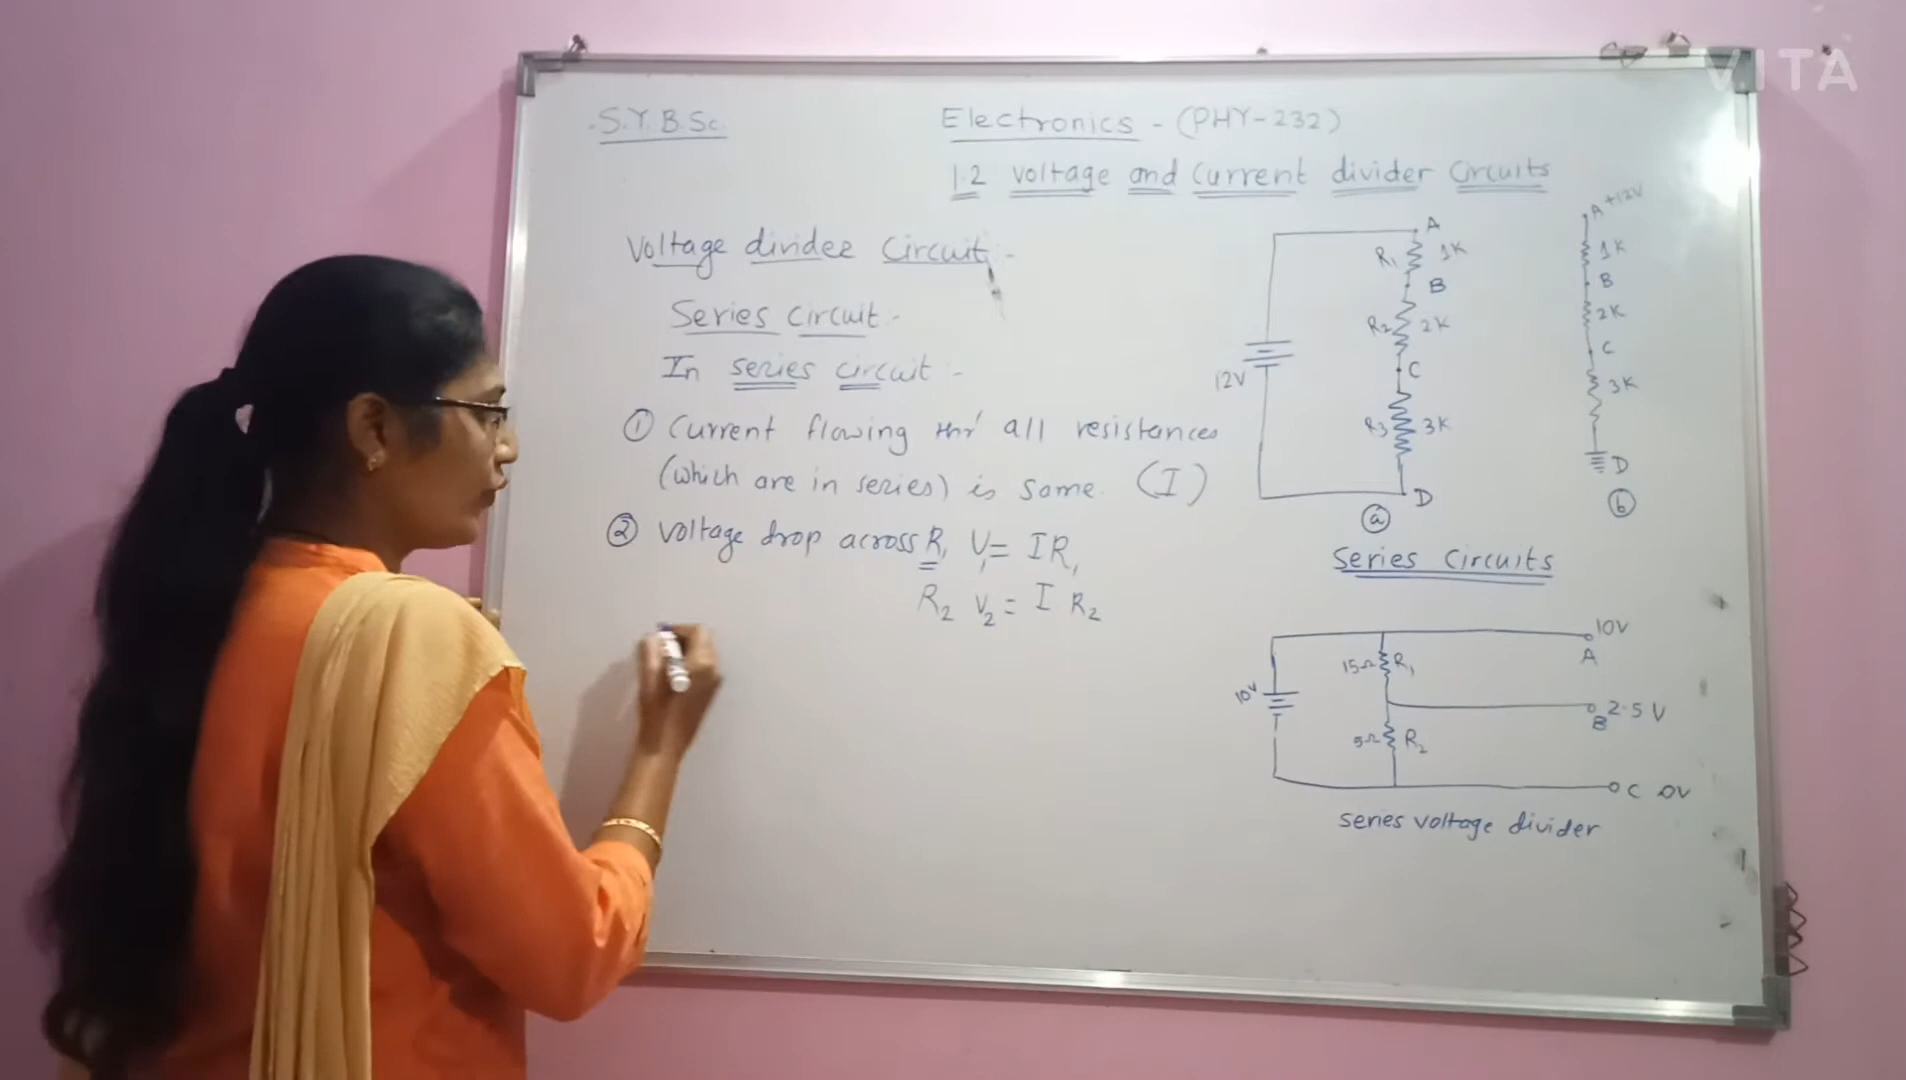 VITA
S.Y.B.Sc.
Electronics - (PHY-232)
1.2 Voltage and Current divider Circuits
Voltage divider Circuit :-
Series Circuit :-
In series circuit :-
① Current flowing thr' all resistances
(which are in series) is same. (I)
② Voltage drop across R₁ V₁ = IR₁
R₂ V₂ = I R₂
A
R₁ 1K
B
R₂ 2K
C
12V
R₃ 3K
D
ⓐ
A +12V
1K
B
2K
C
3K
D
ⓑ
Series Circuits
10V
A
15Ω R₁
10V
B 2.5 V
5Ω R₂
C 0V
series voltage divider